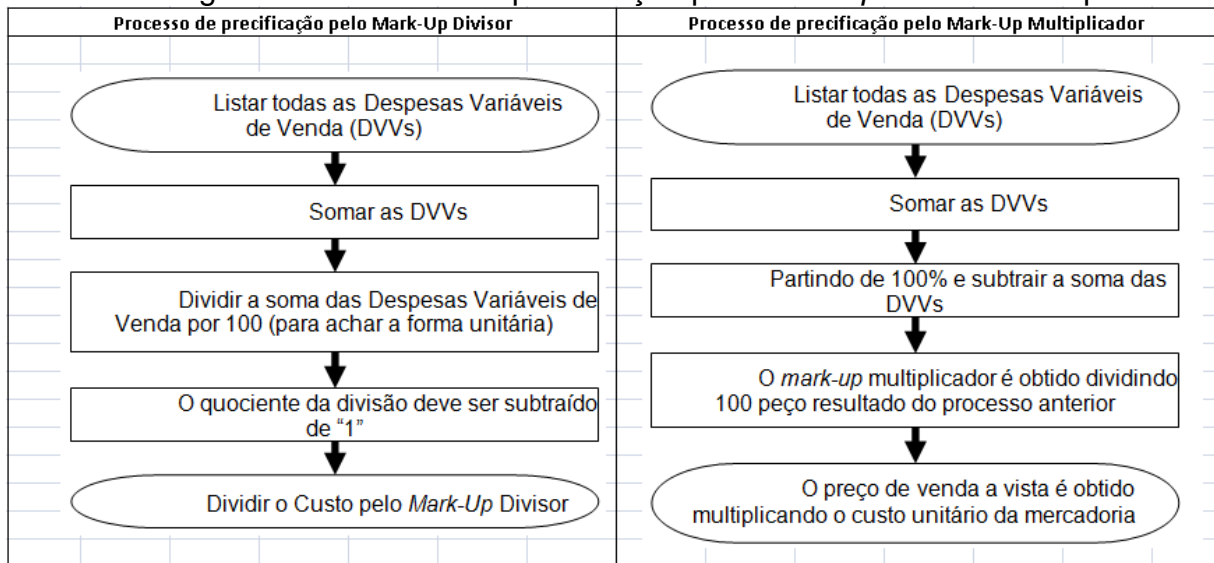 Processo de precificação pelo Mark-Up Divisor
Listar todas as Despesas Variáveis
de Venda (DVVs)
Somar as DVVs
Dividir a soma das Despesas Variáveis de
Venda por 100 (para achar a forma unitária)
O quociente da divisão deve ser subtraído
de “1”
Dividir o Custo pelo Mark-Up Divisor
Processo de precificação pelo Mark-Up Multiplicador
Listar todas as Despesas Variáveis
de Venda (DVVs)
Somar as DVVs
Partindo de 100% e subtrair a soma das
DVVs
O mark-up multiplicador é obtido dividindo
100 peço resultado do processo anterior
O preço de venda a vista é obtido
multiplicando o custo unitário da mercadoria